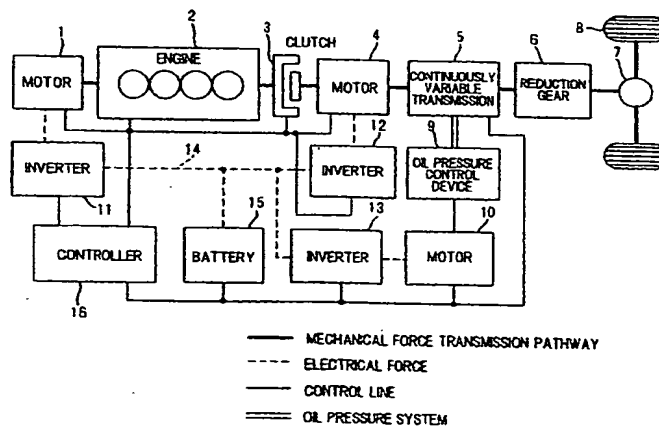 1
2
3
CLUTCH
4
5
6
8
7
MOTOR
ENGINE
MOTOR
CONTINUOUSLY
VARIABLE
TRANSMISSION
REDUCTION
GEAR
9
12
14
INVERTER
INVERTER
OIL PRESSURE
CONTROL
DEVICE
11
15
13
10
CONTROLLER
BATTERY
INVERTER
MOTOR
16
MECHANICAL FORCE TRANSMISSION PATHWAY
ELECTRICAL FORCE
CONTROL LINE
OIL PRESSURE SYSTEM